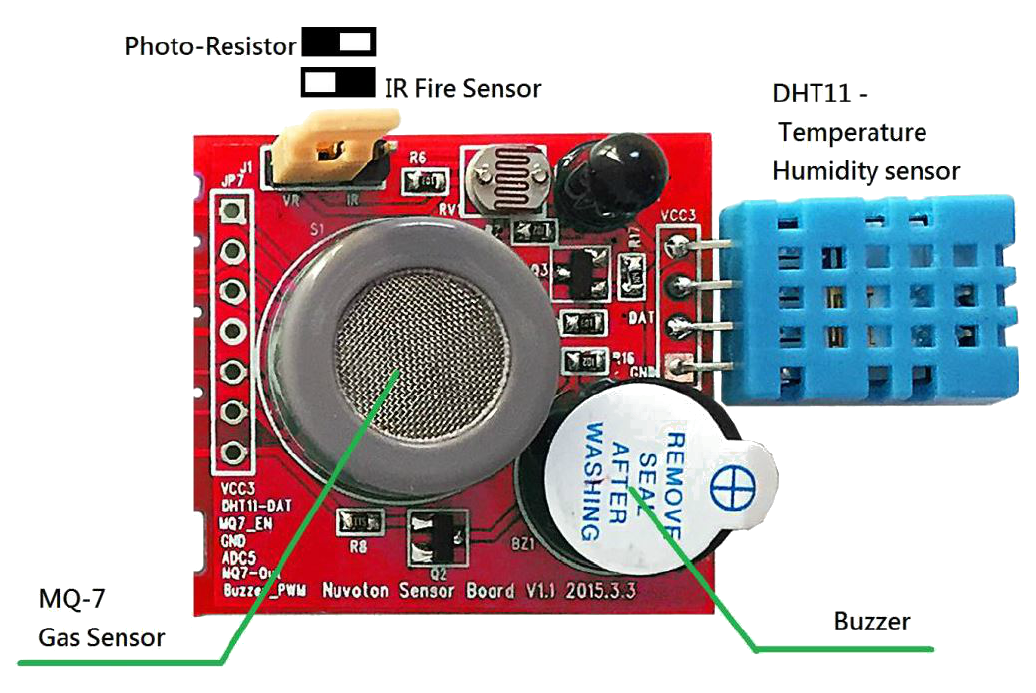 Photo-Resistor
IR Fire Sensor
DHT11 -
Temperature
Humidity sensor
J1
JP7
VR IR
R6
RV1
S1
VCC3
R17
Q3
DAT
R16
GND
REMOVE
SEAL
AFTER
WASHING
VCC3
DHT11-DAT
MQ7_EN
GND
ADC5
MQ7-Out
Buzzer_PWM
R8
Q2
BZ1
Nuvoton Sensor Board V1.1 2015.3.3
MQ-7
Gas Sensor
Buzzer